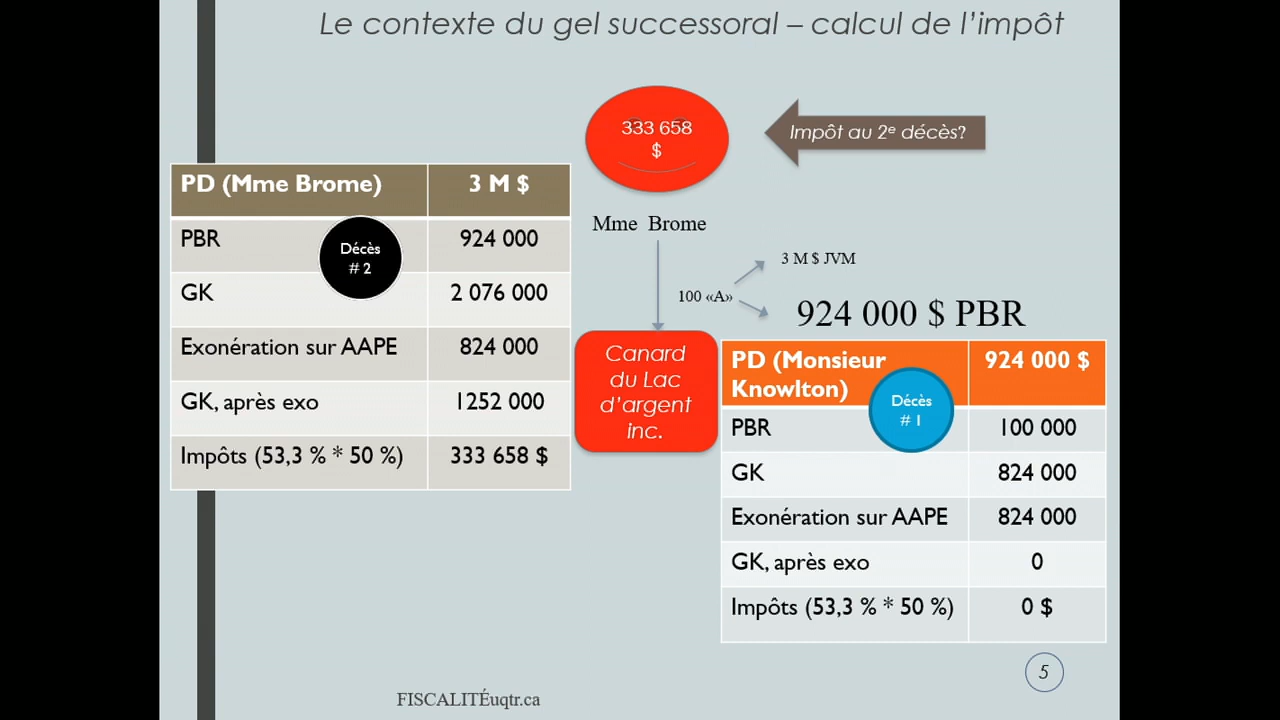 Le contexte du gel successoral – calcul de l’impôt
333 658
$
Impôt au 2e décès?
PD (Mme Brome) 3 M $
PBR 924 000
Décès
# 2
GK 2 076 000
Exonération sur AAPE 824 000
GK, après exo 1252 000
Impôts (53,3 % * 50 %) 333 658 $
Mme Brome
100 «A»
3 M $ JVM
924 000 $ PBR
Canard
du Lac
d’argent
inc.
PD (Monsieur
Knowlton) 924 000 $
Décès
# 1
PBR 100 000
GK 824 000
Exonération sur AAPE 824 000
GK, après exo 0
Impôts (53,3 % * 50 %) 0 $
5
FISCALITÉuqtr.ca